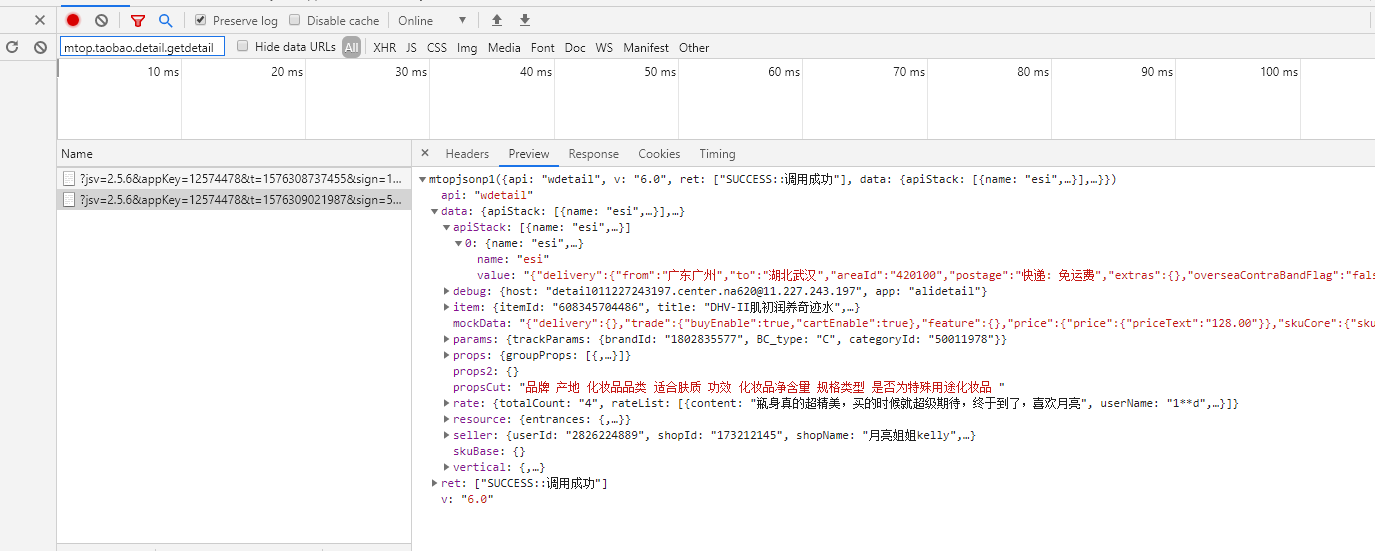 Preserve log Disable cache Online
mtop.taobao.detail.getdetail Hide data URLs All XHR JS CSS Img Media Font Doc WS Manifest Other
10 ms 20 ms 30 ms 40 ms 50 ms 60 ms 70 ms 80 ms 90 ms 100 ms
Name
?jsv=2.5.6&appKey=12574478&t=1576308737455&sign=1...
?jsv=2.5.6&appKey=12574478&t=1576309021987&sign=5...
× Headers Preview Response Cookies Timing
▼mtopjsonp1({api: "wdetail", v: "6.0", ret: ["SUCCESS::调用成功"], data: {apiStack: [{name: "esi",…}],…}})
api: "wdetail"
▼data: {apiStack: [{name: "esi",…}],…}
▼apiStack: [{name: "esi",…}]
▼0: {name: "esi",…}
name: "esi"
value: "{"delivery":{"from":"广东广州","to":"湖北武汉","areaId":"420100","postage":"快递: 免运费","extras":{},"overseaContraBandFlag":"fals
▶debug: {host: "detail011227243197.center.na620@11.227.243.197", app: "alidetail"}
▶item: {itemId: "608345704486", title: "DHV-II肌初润养奇迹水",…}
mockData: "{"delivery":{},"trade":{"buyEnable":true,"cartEnable":true},"feature":{},"price":{"price":{"priceText":"128.00"}},"skuCore":{"sku
▶params: {trackParams: {brandId: "1802835577", BC_type: "C", categoryId: "50011978"}}
▶props: {groupProps: [{,…}]}
props2: {}
propsCut: "品牌 产地 化妆品品类 适合肤质 功效 化妆品净含量 规格类型 是否为特殊用途化妆品 "
▶rate: {totalCount: "4", rateList: [{content: "瓶身真的超精美，买的时候就超级期待，终于到了，喜欢月亮", userName: "1**d",…}]}
▶resource: {entrances: {,…}}
▶seller: {userId: "2826224889", shopId: "173212145", shopName: "月亮姐姐kelly",…}
skuBase: {}
▶vertical: {,…}
▶ret: ["SUCCESS::调用成功"]
v: "6.0"